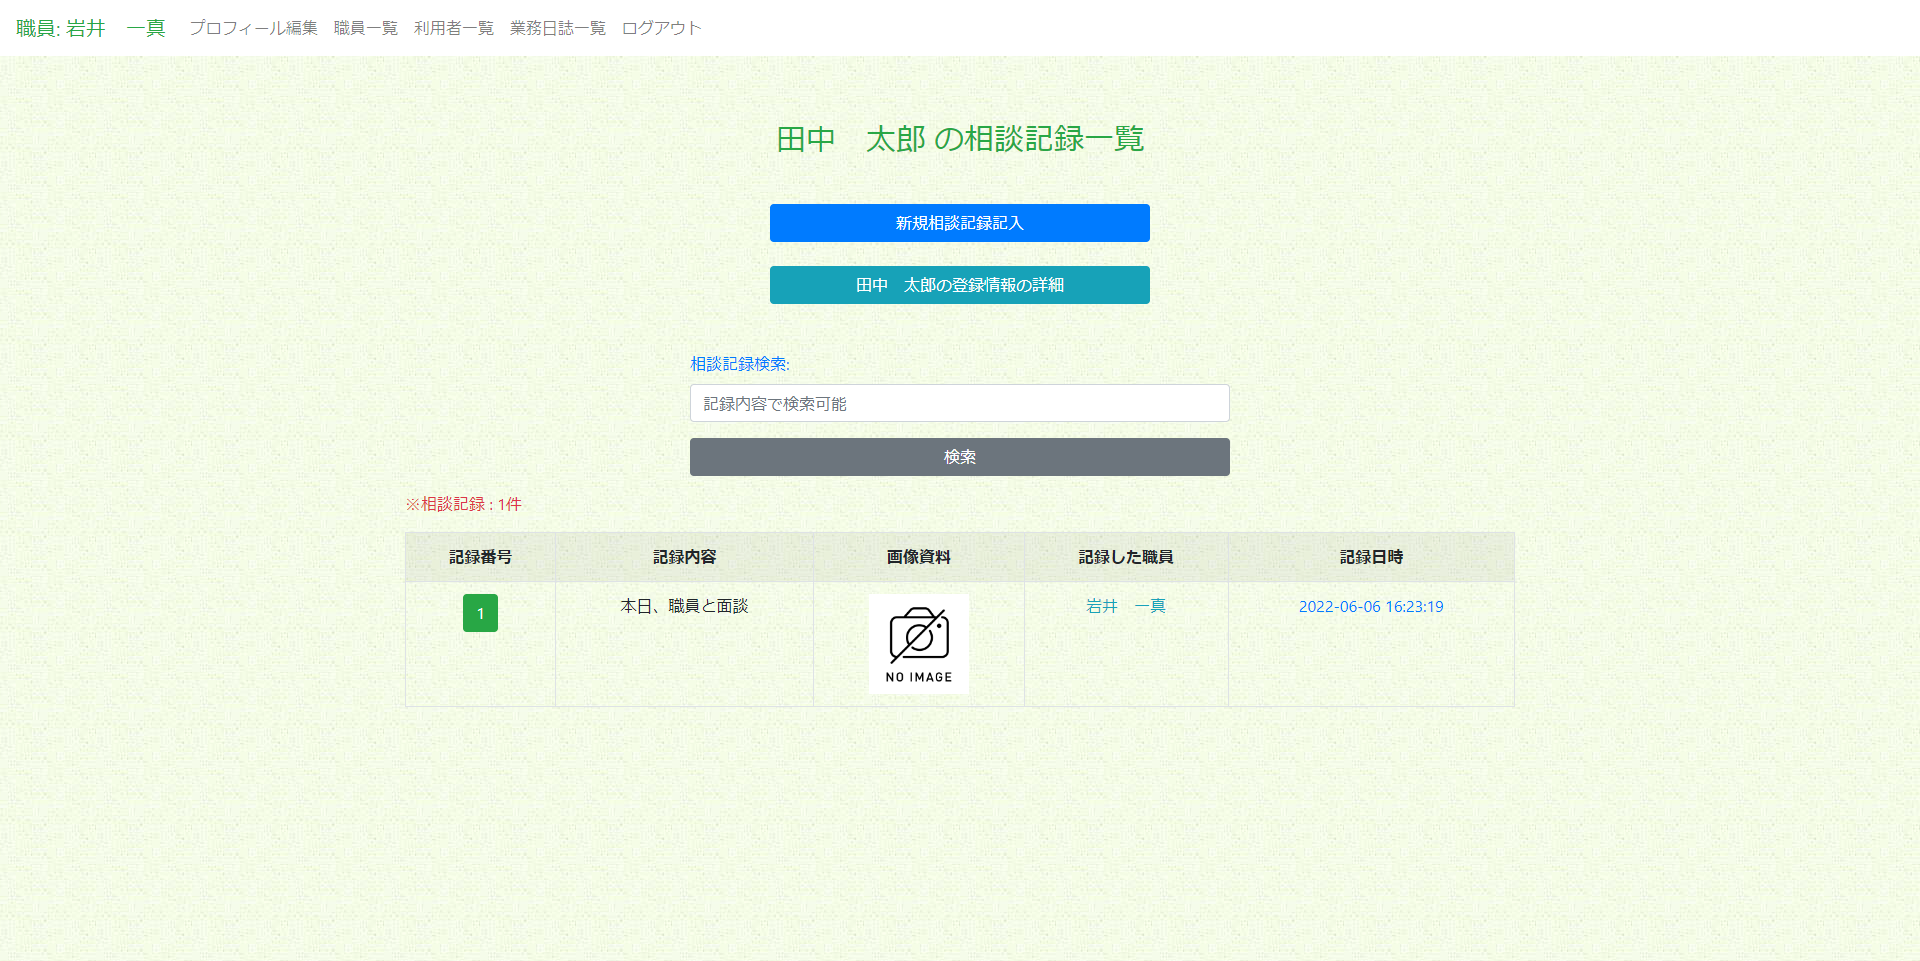 職員: 岩井　一真 プロフィール編集 職員一覧 利用者一覧 業務日誌一覧 ログアウト
田中　太郎 の相談記録一覧
新規相談記録記入
田中　太郎の登録情報の詳細
相談記録検索:
記録内容で検索可能
検索
※相談記録 : 1件
記録番号 記録内容 画像資料 記録した職員 記録日時
1 本日、職員と面談 岩井　一真 2022-06-06 16:23:19
NO IMAGE